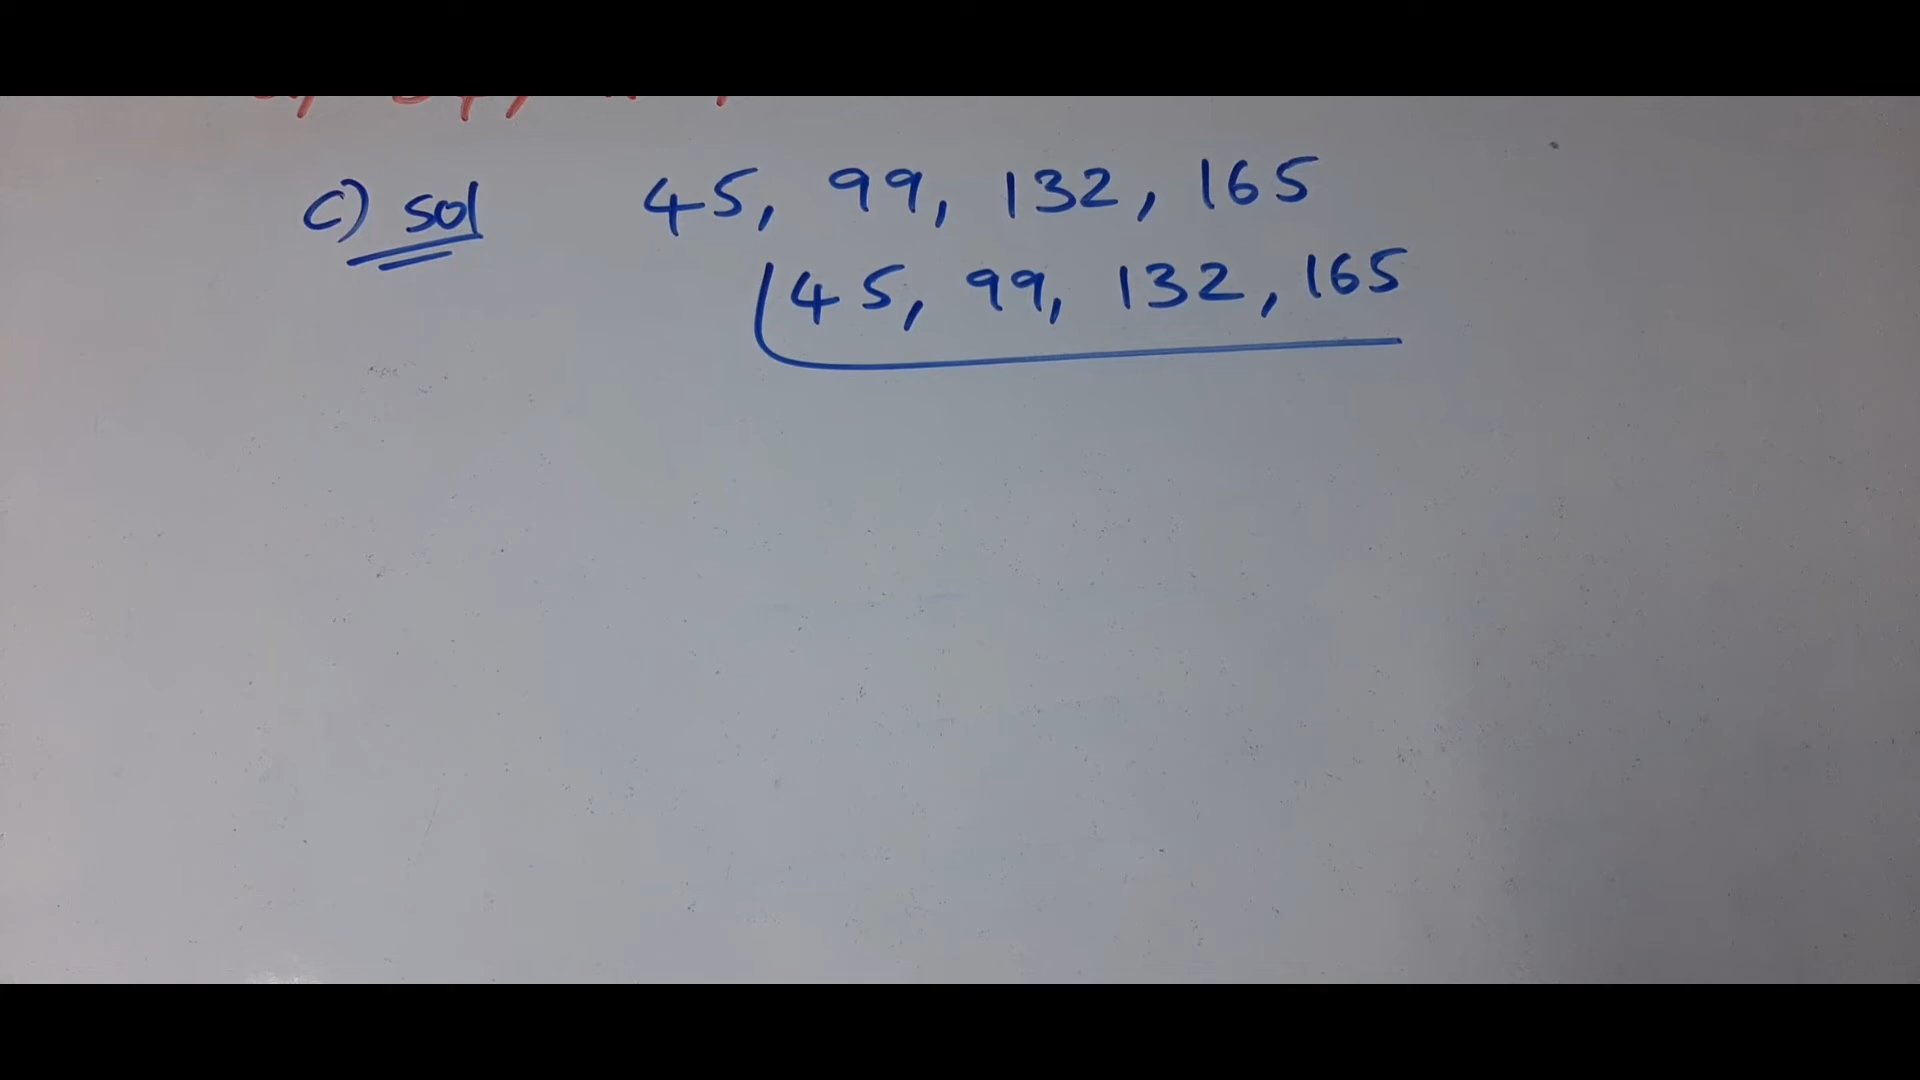 c) sol 45, 99, 132, 165
45, 99, 132, 165